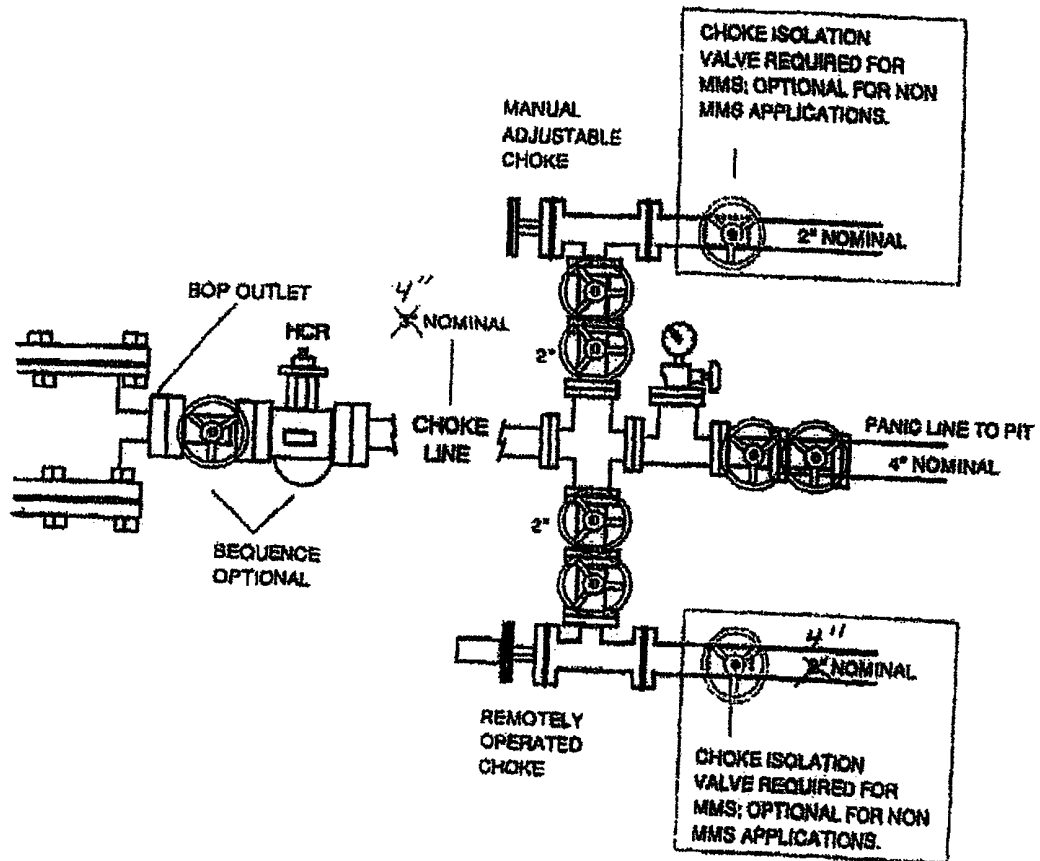 CHOKE ISOLATION
VALVE REQUIRED FOR
MMS; OPTIONAL FOR NON
MMS APPLICATIONS.
MANUAL
ADJUSTABLE
CHOKE
2" NOMINAL
BOP OUTLET
HCR
4"
3" NOMINAL
2"
CHOKE
LINE
PANIC LINE TO PIT
4" NOMINAL
2"
SEQUENCE
OPTIONAL
4"
NOMINAL
REMOTELY
OPERATED
CHOKE
CHOKE ISOLATION
VALVE REQUIRED FOR
MMS; OPTIONAL FOR NON
MMS APPLICATIONS.